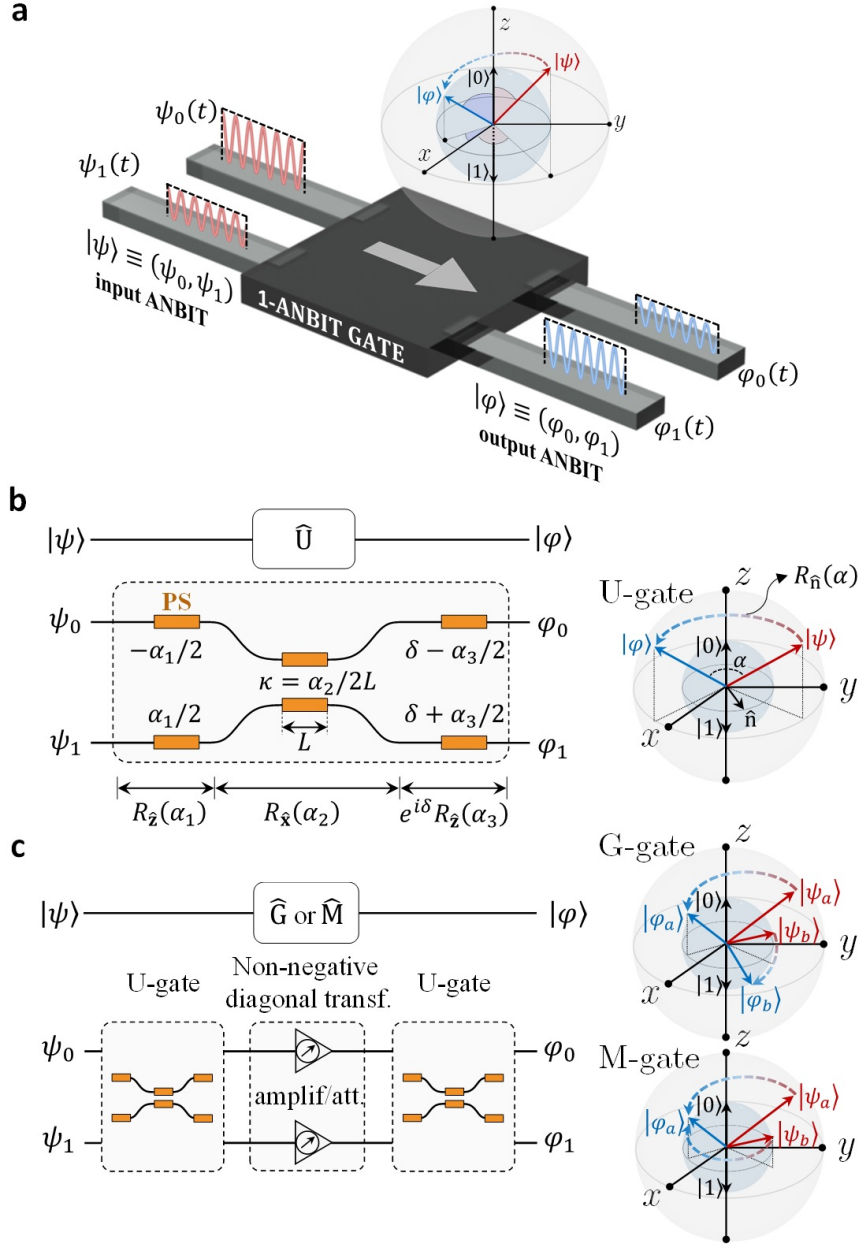 a
z
|0⟩
|ψ⟩
|φ⟩
y
x
|1⟩
ψ₀(t)
ψ₁(t)
|ψ⟩ ≡ (ψ₀, ψ₁)
input ANBIT
1-ANBIT GATE
φ₀(t)
φ₁(t)
|φ⟩ ≡ (φ₀, φ₁)
output ANBIT
b
|ψ⟩ Û |φ⟩
PS
ψ₀ φ₀
−α₁/2 δ − α₃/2
κ = α₂/2L
α₁/2 δ + α₃/2
L
ψ₁ φ₁
R_ẑ(α₁) R_x̂(α₂) e^{iδ}R_ẑ(α₃)
U-gate
z
R_n̂(α)
|0⟩
|φ⟩ α |ψ⟩
y
n̂
x
|1⟩
c
|ψ⟩ Ĝ or M̂ |φ⟩
U-gate
Non-negative
diagonal transf.
U-gate
ψ₀ φ₀
amplif/att.
ψ₁ φ₁
G-gate
z
|0⟩
|ψₐ⟩
|φₐ⟩
|ψ_b⟩
y
x
|1⟩
|φ_b⟩
M-gate
z
|0⟩
|ψₐ⟩
|φₐ⟩
|ψ_b⟩
y
x
|1⟩